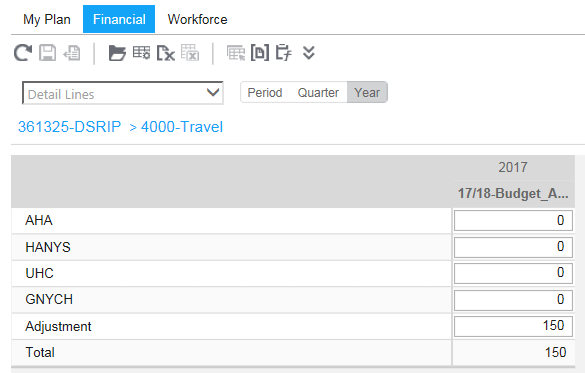 My Plan Financial Workforce
Detail Lines Period Quarter Year
361325-DSRIP > 4000-Travel
2017
17/18-Budget_A...
AHA 0
HANYS 0
UHC 0
GNYCH 0
Adjustment 150
Total 150